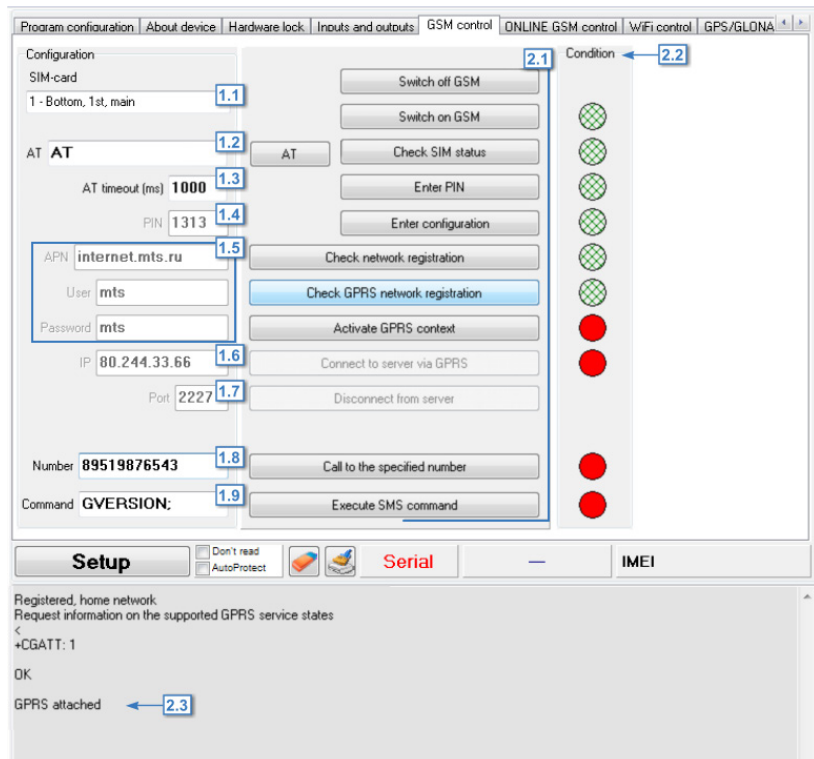 Program configuration About device Hardware lock Inputs and outputs GSM control ONLINE GSM control WiFi control GPS/GLONA
Configuration
SIM-card
1 - Bottom, 1st, main 1.1
AT AT 1.2
AT timeout (ms) 1000 1.3
PIN 1313 1.4
APN internet.mts.ru 1.5
User mts
Password mts
IP 80.244.33.66 1.6
Port 2227 1.7
Number 89519876543 1.8
Command GVERSION; 1.9
2.1
Switch off GSM
Switch on GSM
AT Check SIM status
Enter PIN
Enter configuration
Check network registration
Check GPRS network registration
Activate GPRS context
Connect to server via GPRS
Disconnect from server
Call to the specified number
Execute SMS command
Condition 2.2
Setup Don't read
AutoProtect
Serial — IMEI
Registered, home network
Request information on the supported GPRS service states
<
+CGATT: 1
OK
GPRS attached 2.3